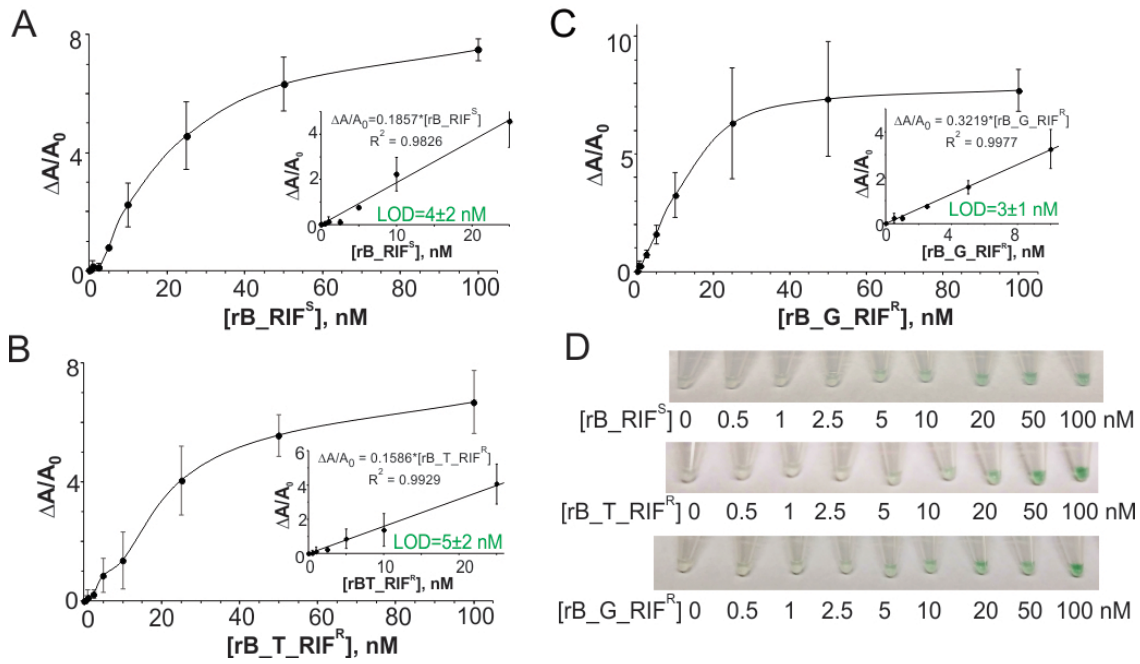 A
8
4
0
ΔA/A₀
0 20 40 60 80 100
[rB_RIFˢ], nM
ΔA/A₀=0.1857*[rB_RIFˢ]
R² = 0.9826
4
2
0
ΔA/A₀
LOD=4±2 nM
0 10 20
[rB_RIFˢ], nM
B
8
4
0
ΔA/A₀
0 20 40 60 80 100
[rB_T_RIFᴿ], nM
ΔA/A₀ = 0.1586*[rB_T_RIFᴿ]
R² = 0.9929
6
4
2
0
ΔA/A₀
LOD=5±2 nM
0 10 20
[rBT_RIFᴿ], nM
C
10
5
0
ΔA/A₀
0 20 40 60 80 100
[rB_G_RIFᴿ], nM
ΔA/A₀ = 0.3219*[rB_G_RIFᴿ]
R² = 0.9977
4
2
0
ΔA/A₀
LOD=3±1 nM
0 4 8
[rB_G_RIFᴿ], nM
D
[rB_RIFˢ] 0 0.5 1 2.5 5 10 20 50 100 nM
[rB_T_RIFᴿ] 0 0.5 1 2.5 5 10 20 50 100 nM
[rB_G_RIFᴿ] 0 0.5 1 2.5 5 10 20 50 100 nM